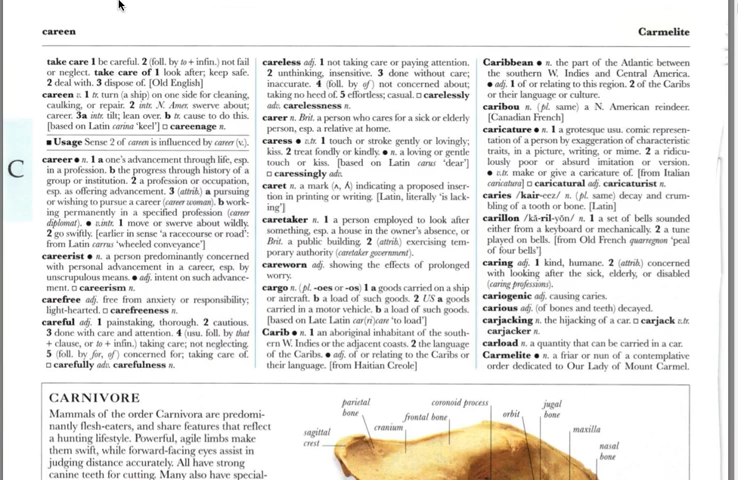 careen
Carmelite
take care 1 be careful. 2 (foll. by to + infin.) not fail
or neglect. take care of 1 look after; keep safe.
2 deal with. 3 dispose of. [Old English]
careen v. 1 tr. turn (a ship) on one side for cleaning,
caulking, or repair. 2 intr. N. Amer. swerve about;
career. 3a intr. tilt; lean over. b tr. cause to do this.
[based on Latin carina 'keel'] □ careenage n.
■ Usage Sense 2 of careen is influenced by career (v.).
C
career ● n. 1 a one's advancement through life, esp.
in a profession. b the progress through history of a
group or institution. 2 a profession or occupation,
esp. as offering advancement. 3 (attrib.) a pursuing
or wishing to pursue a career (career woman). b work-
ing permanently in a specified profession (career
diplomat). ● v.intr. 1 move or swerve about wildly.
2 go swiftly. [earlier in sense 'a racecourse or road':
from Latin carrus 'wheeled conveyance']
careerist ● n. a person predominantly concerned
with personal advancement in a career, esp. by
unscrupulous means. ● adj. intent on such advance-
ment. □ careerism n.
carefree adj. free from anxiety or responsibility;
light-hearted. □ carefreeness n.
careful adj. 1 painstaking, thorough. 2 cautious.
3 done with care and attention. 4 (usu. foll. by that
+ clause, or to + infin.) taking care; not neglecting.
5 (foll. by for, of) concerned for; taking care of.
□ carefully adv. carefulness n.
careless adj. 1 not taking care or paying attention.
2 unthinking, insensitive. 3 done without care;
inaccurate. 4 (foll. by of) not concerned about;
taking no heed of. 5 effortless; casual. □ carelessly
adv. carelessness n.
carer n. Brit. a person who cares for a sick or elderly
person, esp. a relative at home.
caress ● v.tr. 1 touch or stroke gently or lovingly;
kiss. 2 treat fondly or kindly. ● n. a loving or gentle
touch or kiss. [based on Latin carus 'dear']
□ caressingly adv.
caret n. a mark (∧, ⁁) indicating a proposed inser-
tion in printing or writing. [Latin, literally 'is lack-
ing']
caretaker n. 1 a person employed to look after
something, esp. a house in the owner's absence, or
Brit. a public building. 2 (attrib.) exercising tem-
porary authority (caretaker government).
careworn adj. showing the effects of prolonged
worry.
cargo n. (pl. -oes or -os) 1 a goods carried on a ship
or aircraft. b a load of such goods. 2 US a goods
carried in a motor vehicle. b a load of such goods.
[based on Late Latin car(ri)care 'to load']
Carib ● n. 1 an aboriginal inhabitant of the south-
ern W. Indies or the adjacent coasts. 2 the language
of the Caribs. ● adj. of or relating to the Caribs or
their language. [from Haitian Creole]
Caribbean ● n. the part of the Atlantic between
the southern W. Indies and Central America.
● adj. 1 of or relating to this region. 2 of the Caribs
or their language or culture.
caribou n. (pl. same) a N. American reindeer.
[Canadian French]
caricature ● n. 1 a grotesque usu. comic represen-
tation of a person by exaggeration of characteristic
traits, in a picture, writing, or mime. 2 a ridicu-
lously poor or absurd imitation or version.
● v.tr. make or give a caricature of. [from Italian
caricatura] □ caricatural adj. caricaturist n.
caries /kair-eez/ n. (pl. same) decay and crum-
bling of a tooth or bone. [Latin]
carillon /kă-ril-yŏn/ n. 1 a set of bells sounded
either from a keyboard or mechanically. 2 a tune
played on bells. [from Old French quarregnon 'peal
of four bells']
caring adj. 1 kind, humane. 2 (attrib.) concerned
with looking after the sick, elderly, or disabled
(caring professions).
cariogenic adj. causing caries.
carious adj. (of bones and teeth) decayed.
carjacking n. the hijacking of a car. □ carjack v.tr.
carjacker n.
carload n. a quantity that can be carried in a car.
Carmelite ● n. a friar or nun of a contemplative
order dedicated to Our Lady of Mount Carmel.
CARNIVORE
Mammals of the order Carnivora are predomi-
nantly flesh-eaters, and share features that reflect
a hunting lifestyle. Powerful, agile limbs make
them swift, while forward-facing eyes assist in
judging distance accurately. All have strong
canine teeth for cutting. Many also have special-
sagittal
crest
parietal
bone
cranium
frontal bone
coronoid process
orbit
jugal
bone
maxilla
nasal
bone